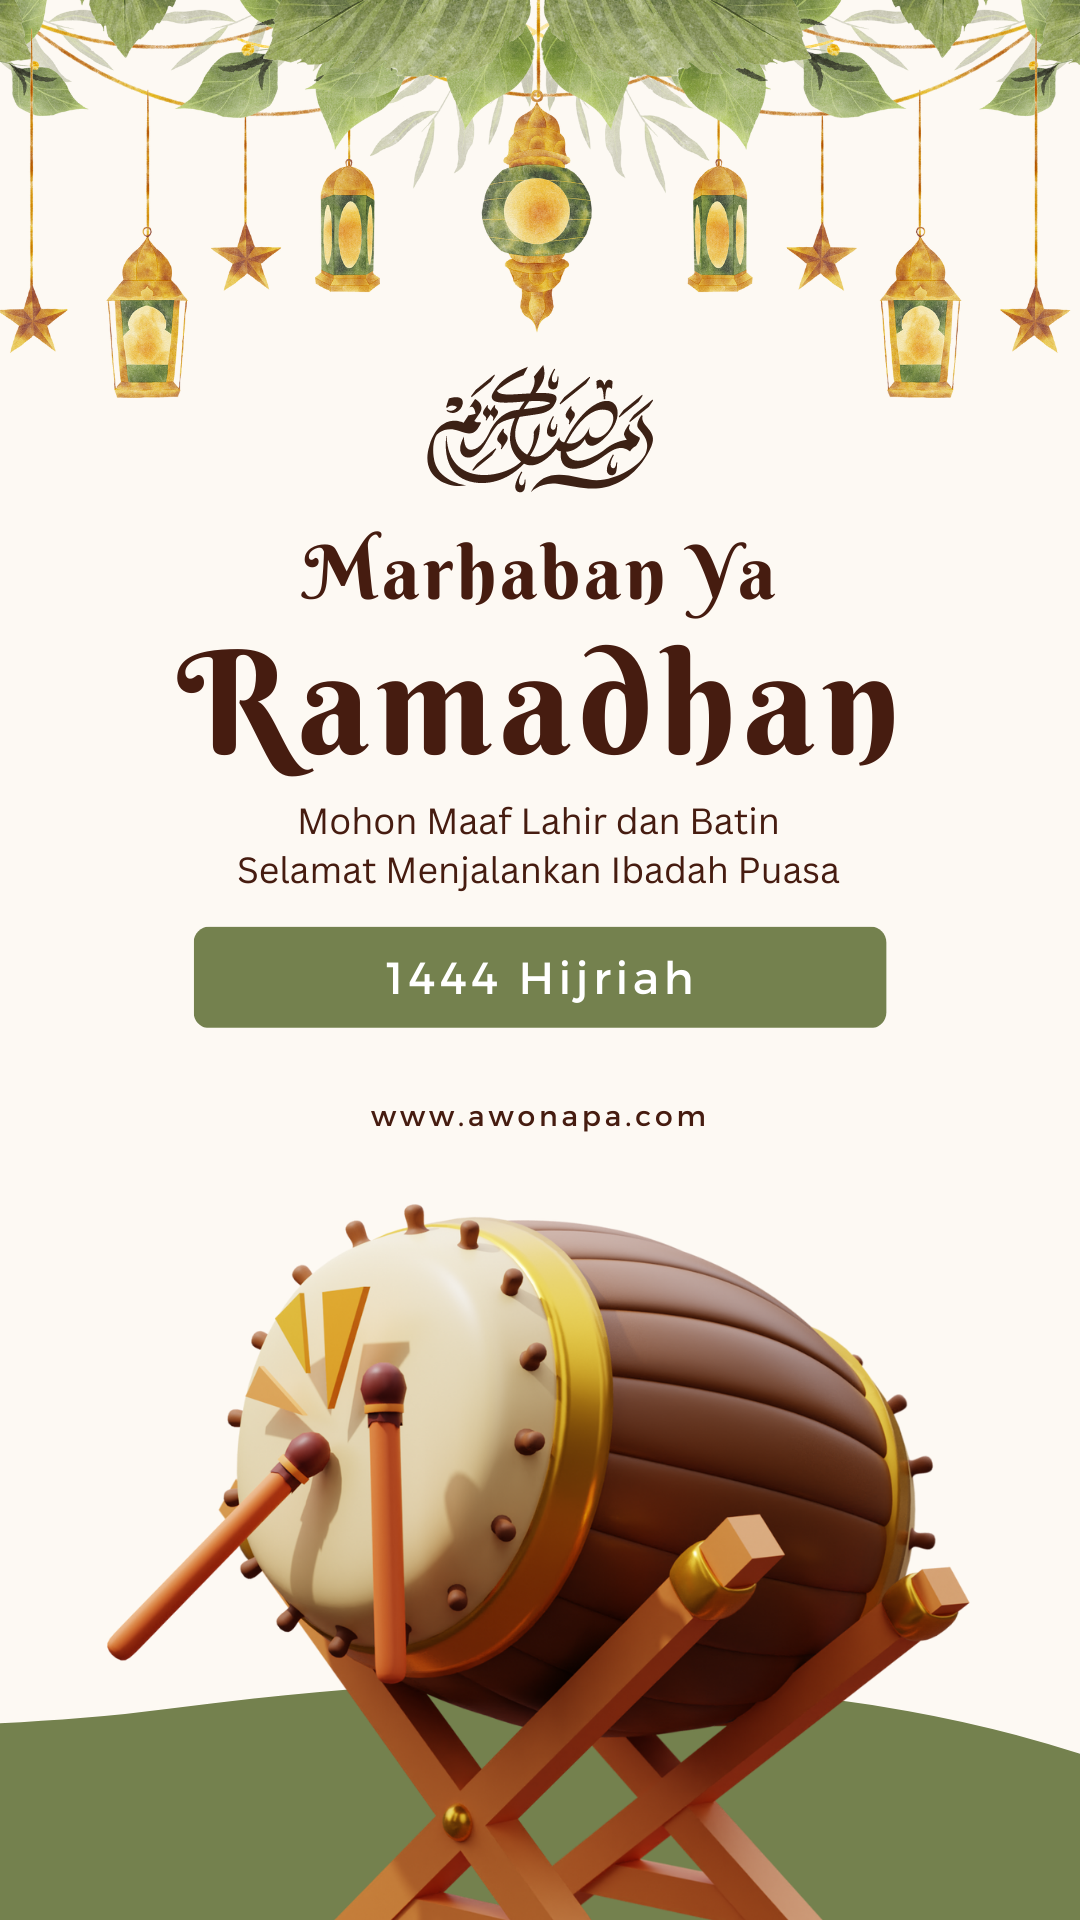 رمضان كريم
Marhaban Ya
Ramadhan
Mohon Maaf Lahir dan Batin
Selamat Menjalankan Ibadah Puasa
1444 Hijriah
www.awonapa.com